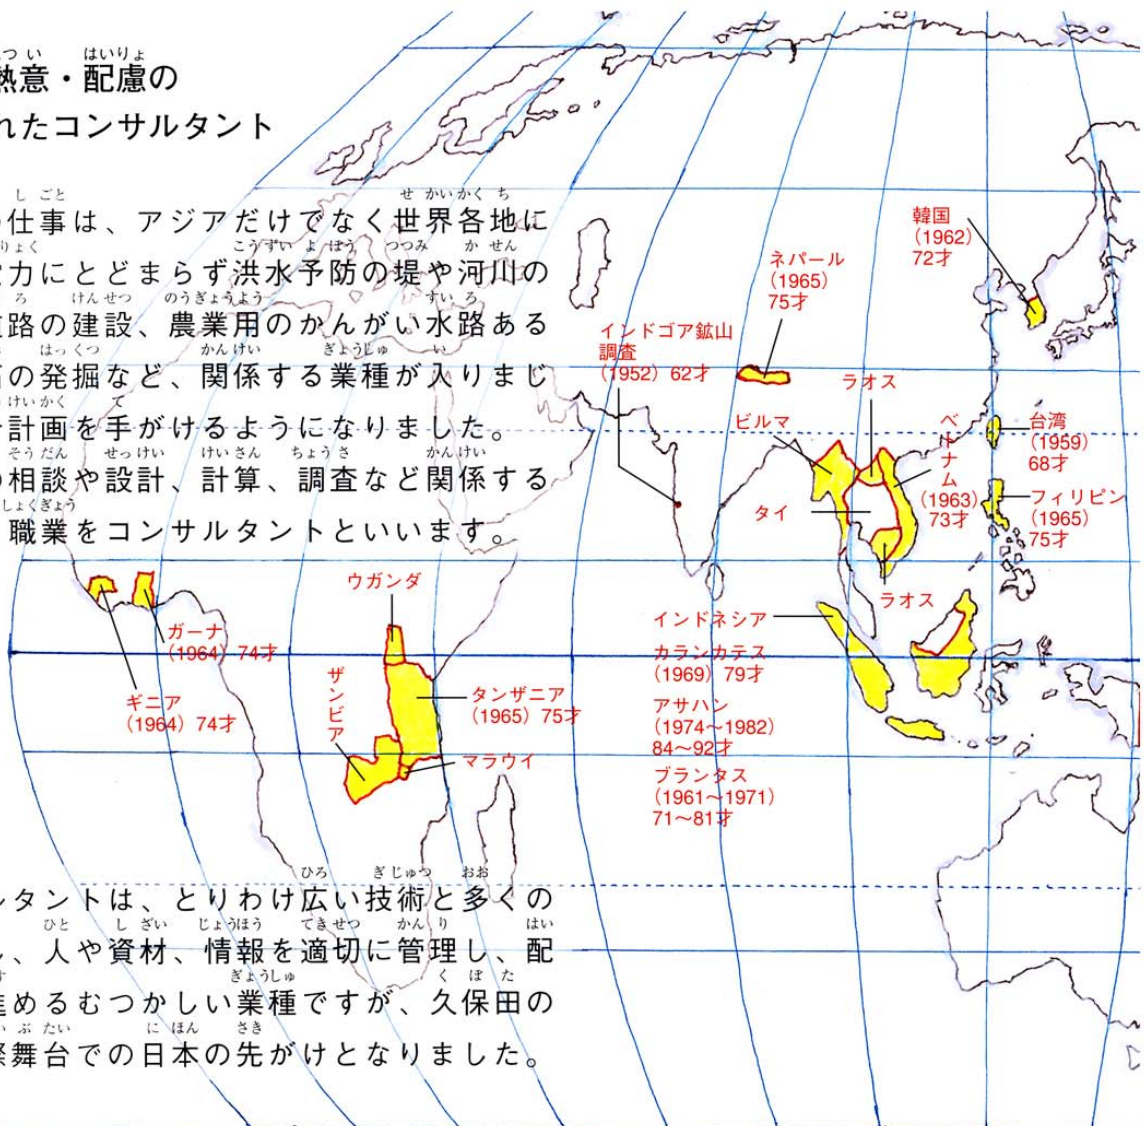 熱意・配慮の
れたコンサルタント
仕事は、アジアだけでなく世界各地に
力にとどまらず洪水予防の堤や河川の
路の建設、農業用のかんがい水路ある
の発掘など、関係する業種が入りまじ
計画を手がけるようになりました。
の相談や設計、計算、調査など関係する
職業をコンサルタントといいます。
韓国
（1962）
72才
ネパール
（1965）
75才
インドゴア鉱山
調査
（1952）62才
ラオス
ビルマ
ベトナム
（1963）
73才
台湾
（1959）
68才
タイ
フィリピン
（1965）
75才
ラオス
ウガンダ
ガーナ
（1964）74才
ギニア
（1964）74才
ザンビア
タンザニア
（1965）75才
マラウイ
インドネシア
カランカテス
（1969）79才
アサハン
（1974～1982）
84～92才
ブランタス
（1961～1971）
71～81才
ルタントは、とりわけ広い技術と多くの
、人や資材、情報を適切に管理し、配
進めるむつかしい業種ですが、久保田の
際舞台での日本の先がけとなりました。